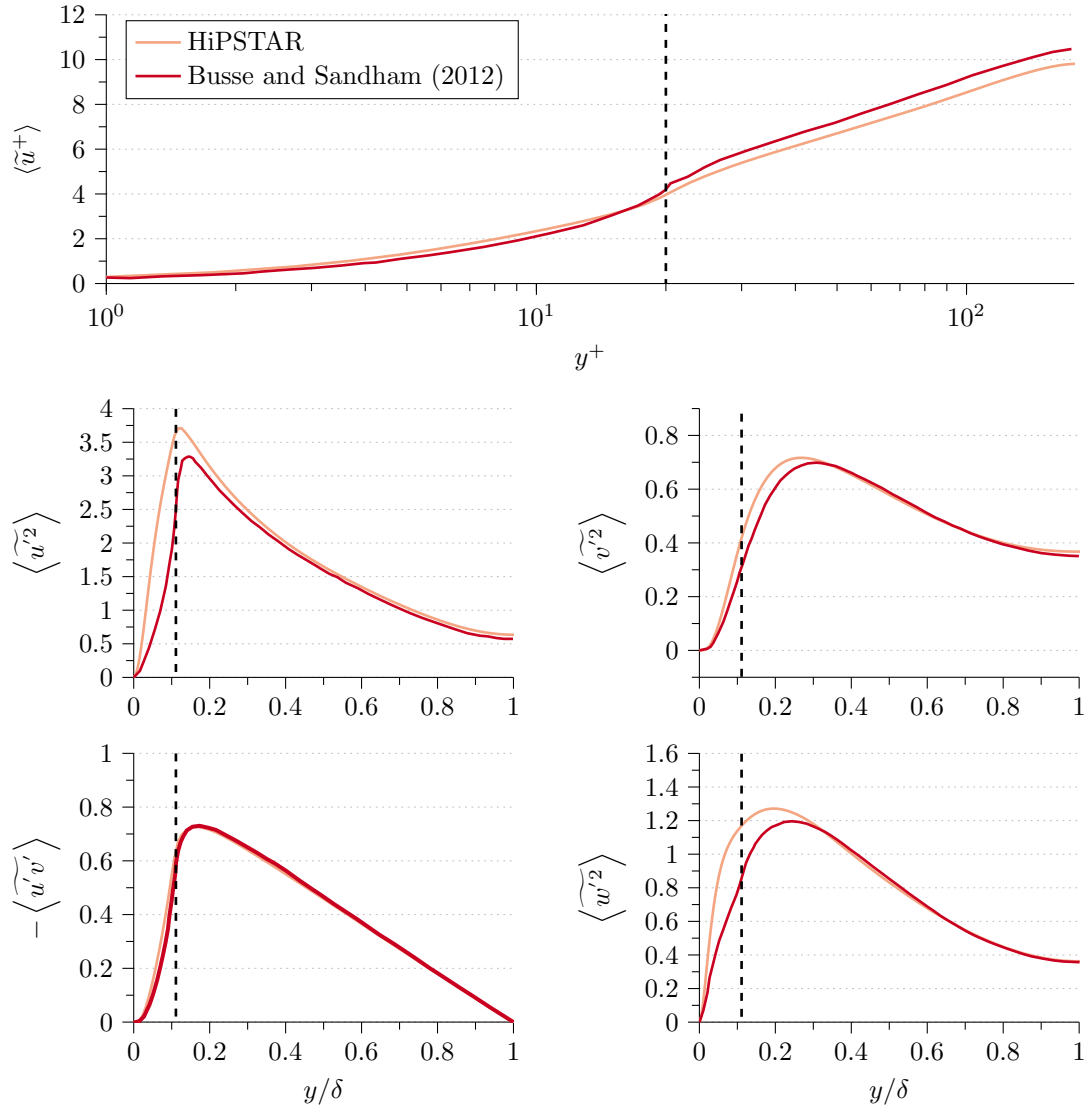 12
10
8
6
4
2
0
⟨ũ⁺⟩
HiPSTAR
Busse and Sandham (2012)
10⁰ 10¹ 10²
y⁺
4
3.5
3
2.5
2
1.5
1
0.5
0
⟨u′²⟩
0 0.2 0.4 0.6 0.8 1
0.8
0.6
0.4
0.2
0
⟨v′²⟩
0 0.2 0.4 0.6 0.8 1
1
0.8
0.6
0.4
0.2
0
−⟨u′v′⟩
0 0.2 0.4 0.6 0.8 1
y/δ
1.6
1.4
1.2
1
0.8
0.6
0.4
0.2
0
⟨w′²⟩
0 0.2 0.4 0.6 0.8 1
y/δ